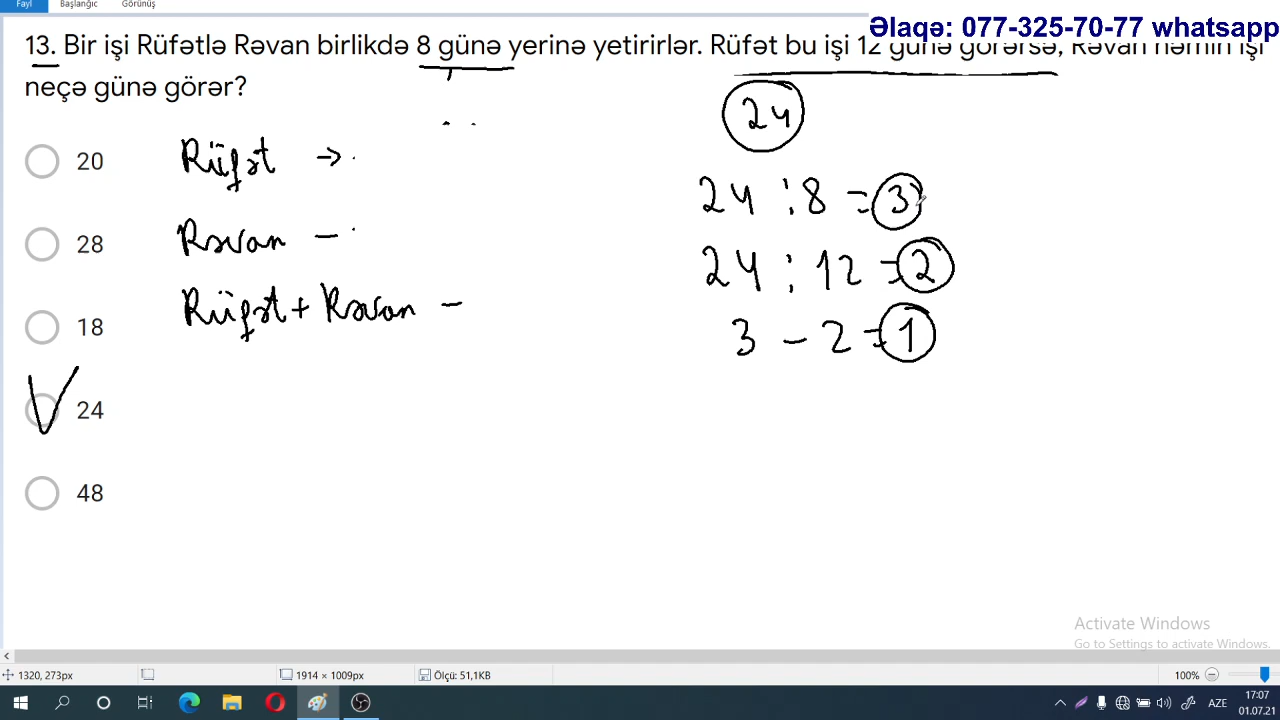 Fayl Başlanğıc Görünüş
Əlaqə: 077-325-70-77 whatsapp
13. Bir işi Rüfətlə Rəvan birlikdə 8 günə yerinə yetirirlər. Rüfət bu işi 12 günə görərsə, Rəvan həmin işi
neçə günə görər?
24
20 Rüfət →
24 : 8 = 3
28 Rəvan -
24 : 12 = 2
18 Rüfət + Rəvan -
3 - 2 = 1
24
48
Activate Windows
Go to Settings to activate Windows.
1320, 273px 1914 × 1009px Ölçü: 51,1KB 100%
17:07
AZE
01.07.21